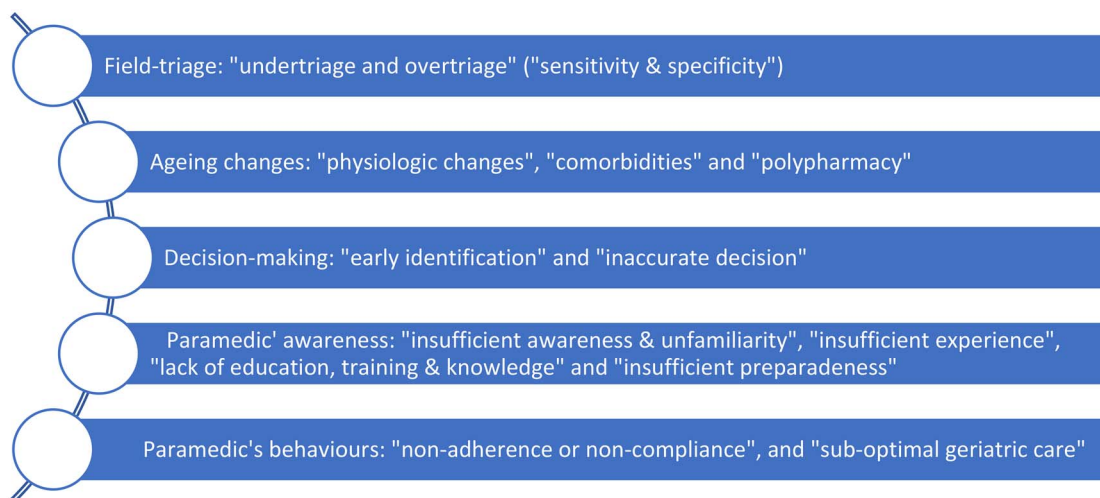 Field-triage: "undertriage and overtriage" ("sensitivity & specificity")
Ageing changes: "physiologic changes", "comorbidities" and "polypharmacy"
Decision-making: "early identification" and "inaccurate decision"
Paramedic' awareness: "insufficient awareness & unfamiliarity", "insufficient experience",
"lack of education, training & knowledge" and "insufficient preparadeness"
Paramedic's behaviours: "non-adherence or non-compliance", and "sub-optimal geriatric care"